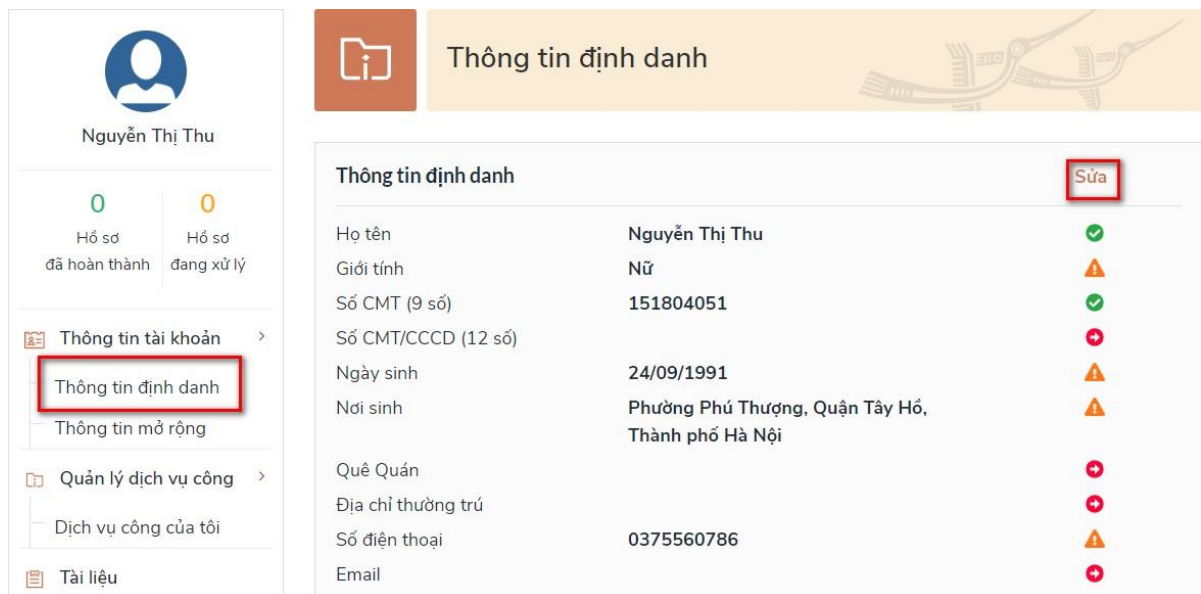 Nguyễn Thị Thu
0 0
Hồ sơ Hồ sơ
đã hoàn thành đang xử lý
Thông tin tài khoản
Thông tin định danh
Thông tin mở rộng
Quản lý dịch vụ công
Dịch vụ công của tôi
Tài liệu
Thông tin định danh
Thông tin định danh Sửa
Họ tên Nguyễn Thị Thu
Giới tính Nữ
Số CMT (9 số) 151804051
Số CMT/CCCD (12 số)
Ngày sinh 24/09/1991
Nơi sinh Phường Phú Thượng, Quận Tây Hồ,
Thành phố Hà Nội
Quê Quán
Địa chỉ thường trú
Số điện thoại 0375560786
Email